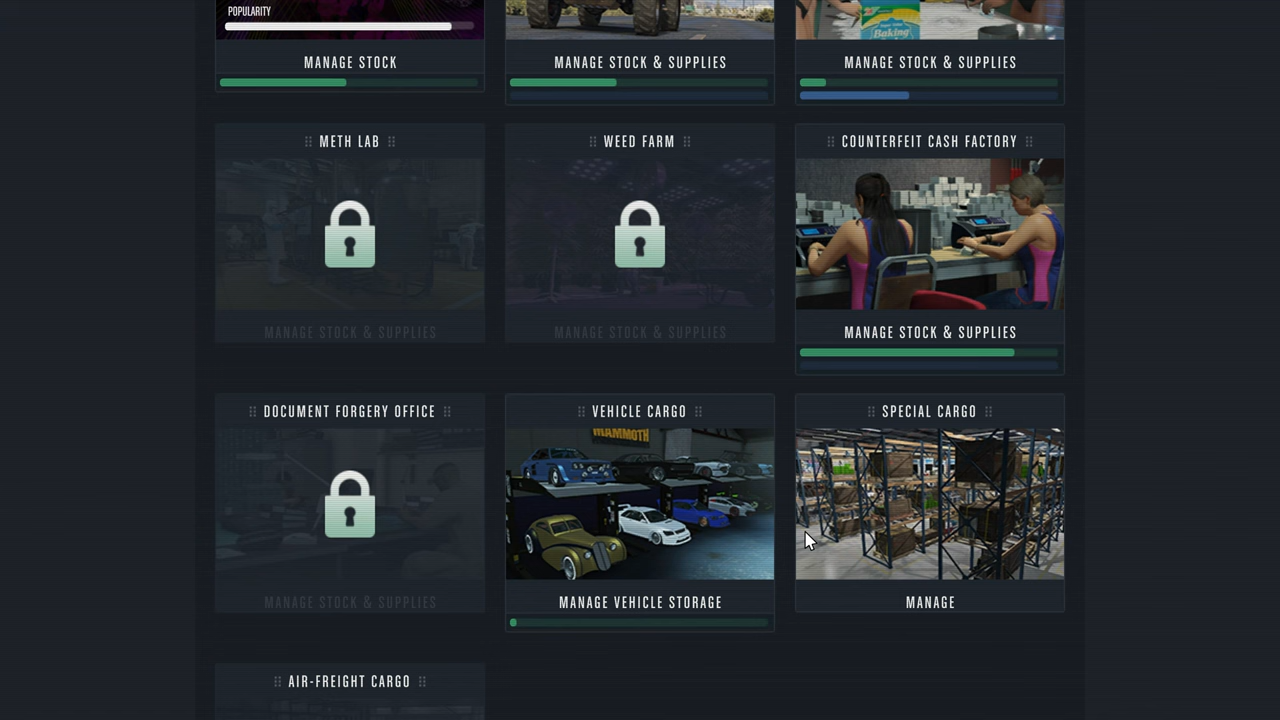 POPULARITY
MANAGE STOCK
MANAGE STOCK & SUPPLIES
MANAGE STOCK & SUPPLIES
Baking
METH LAB
WEED FARM
COUNTERFEIT CASH FACTORY
MANAGE STOCK & SUPPLIES
MANAGE STOCK & SUPPLIES
MANAGE STOCK & SUPPLIES
DOCUMENT FORGERY OFFICE
VEHICLE CARGO
SPECIAL CARGO
MAMMOTH
MANAGE STOCK & SUPPLIES
MANAGE VEHICLE STORAGE
MANAGE
AIR-FREIGHT CARGO